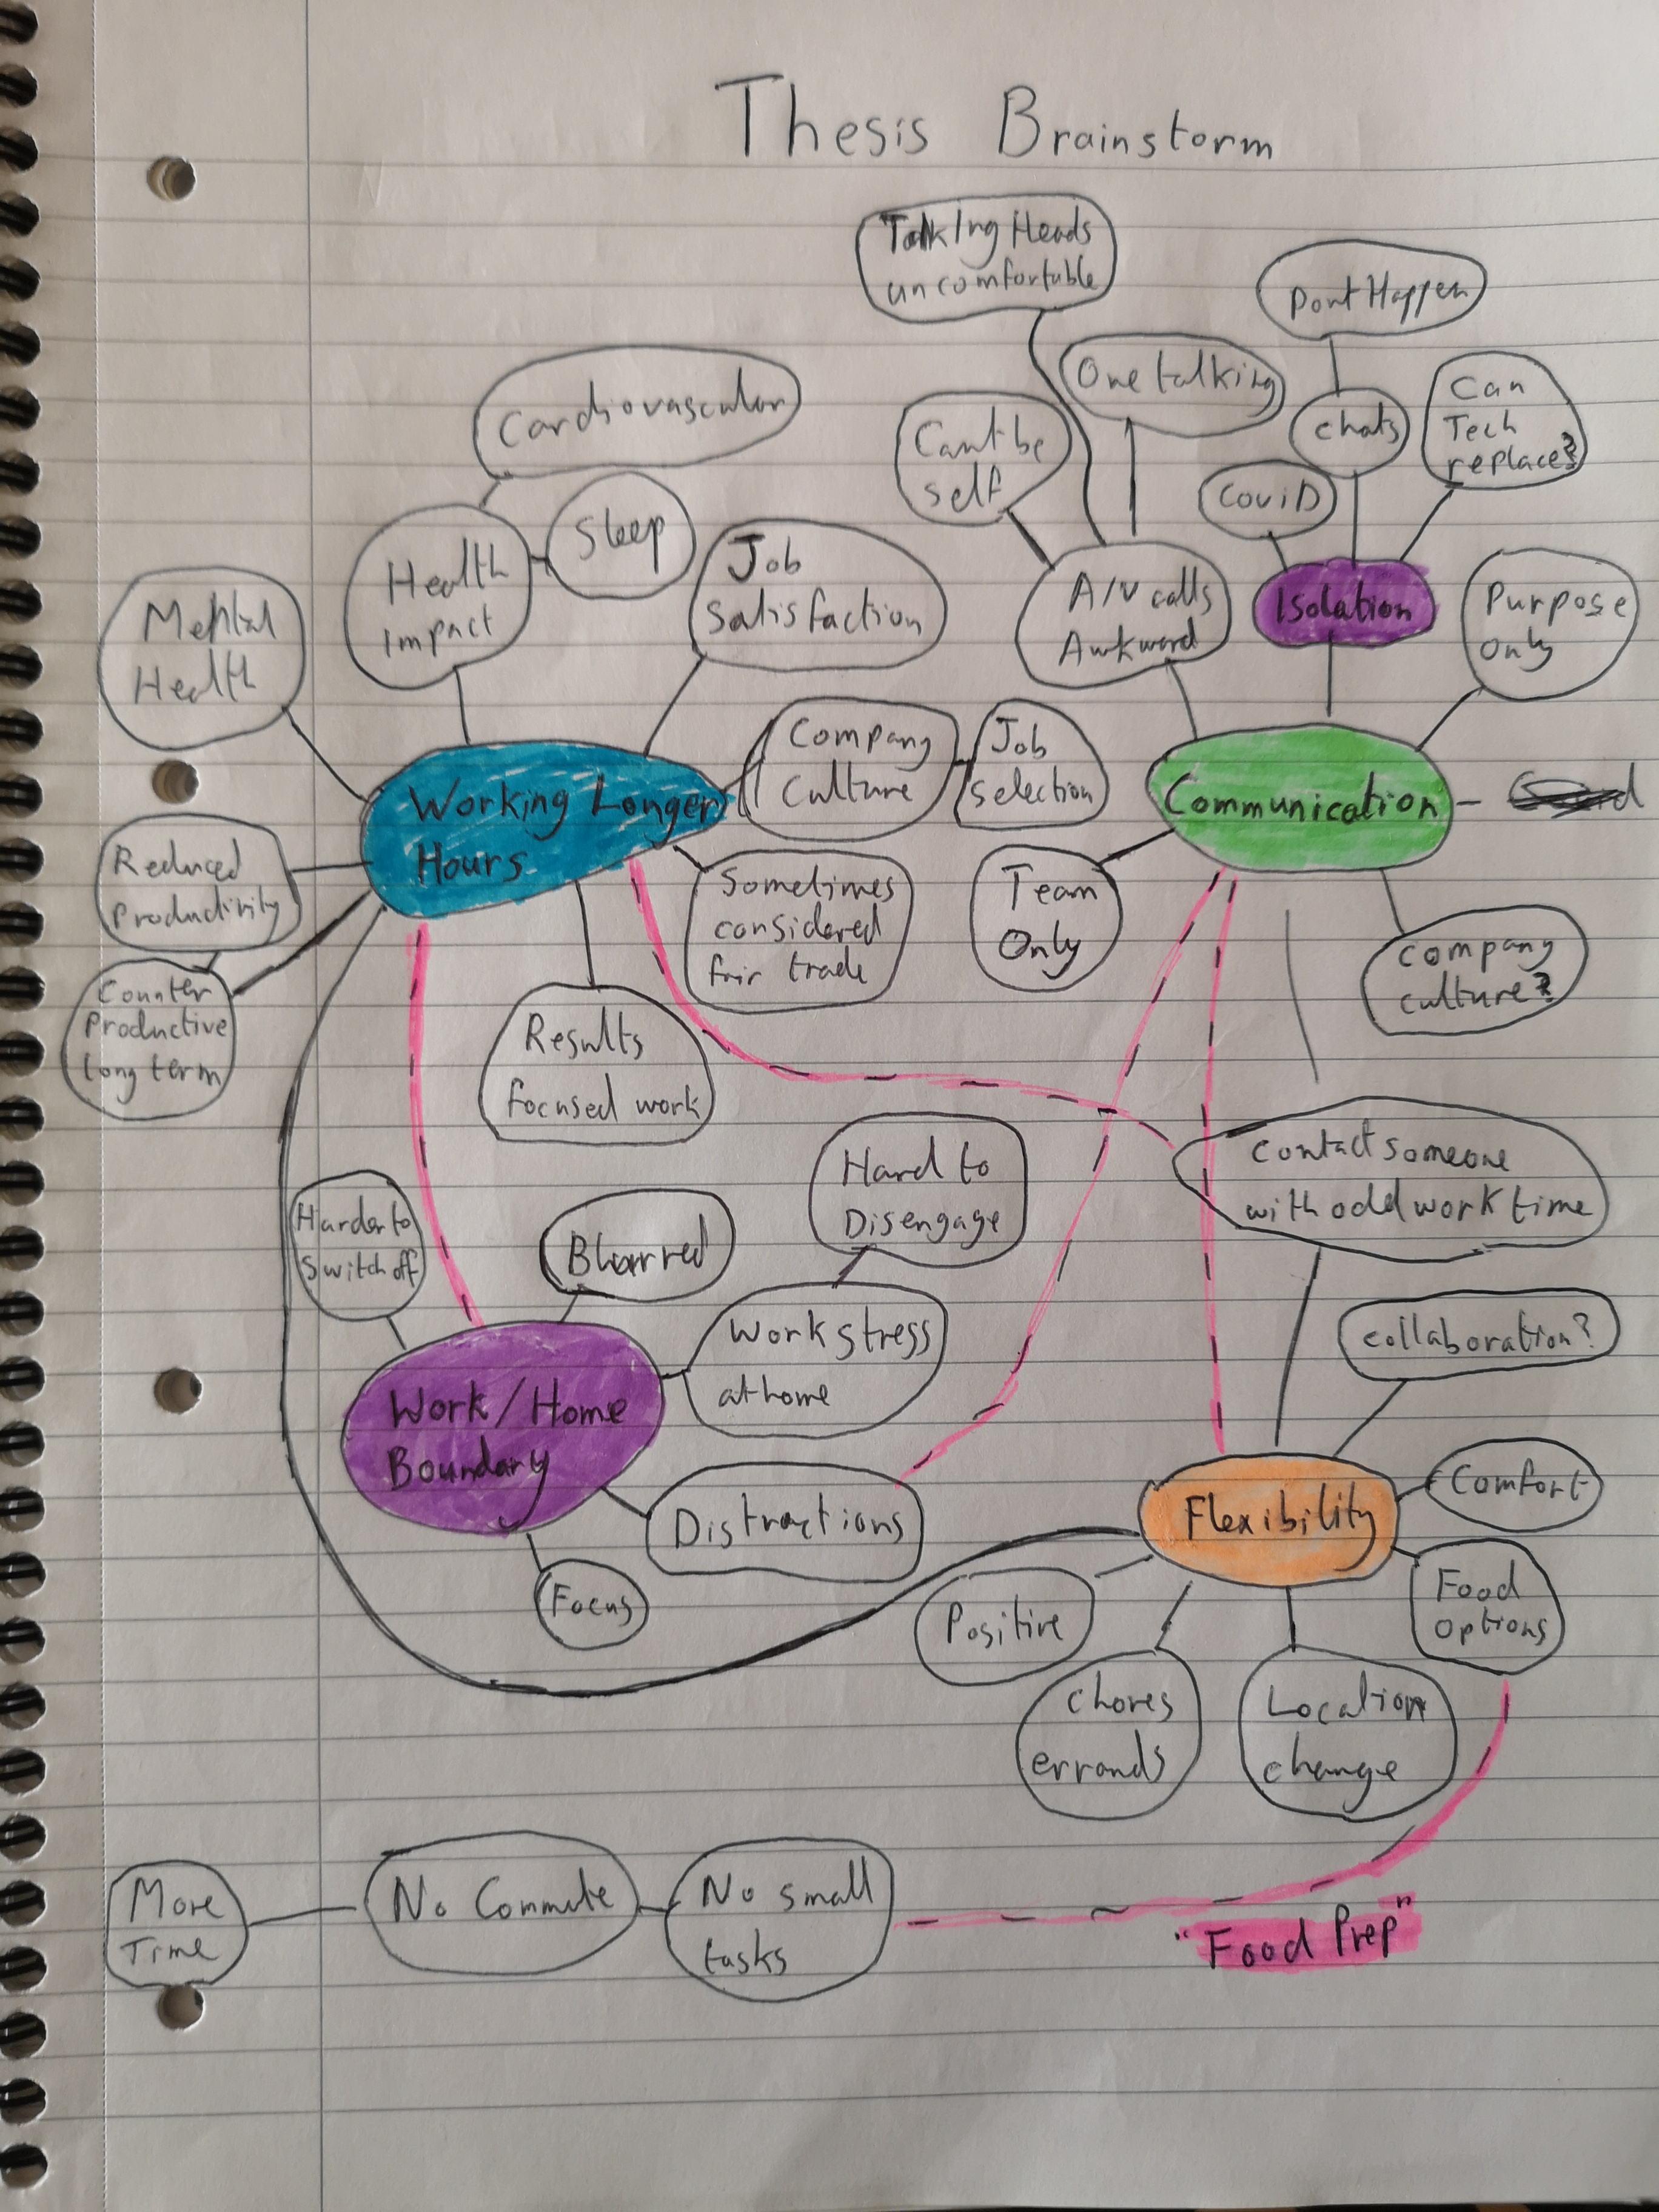 Thesis Brainstorm
Talking Heads
uncomfortable
Dont Happen
One talking
Can't be
self
chats
Can
Tech
replace?
Covid
Cardiovascular
Sleep
Health
Impact
Job
Satisfaction
Mental
Health
A/V calls
Awkward
Isolation
Purpose
Only
Working Longer
Hours
Company
Culture
Job
selection
Communication
Reduced
Productivity
Sometimes
considered
fair trade
Team
Only
company
culture?
Counter
Productive
long term
Results
focused work
Hard to
Disengage
Contact someone
with odd work time
Harder to
Switch off
Blurred
Work stress
at home
collaboration?
Work/Home
Boundary
Distractions
Flexibility
Comfort
Focus
Positive
Food
Options
chores
errands
Location
change
More
Time
No Commute
No small
tasks
"Food Prep"